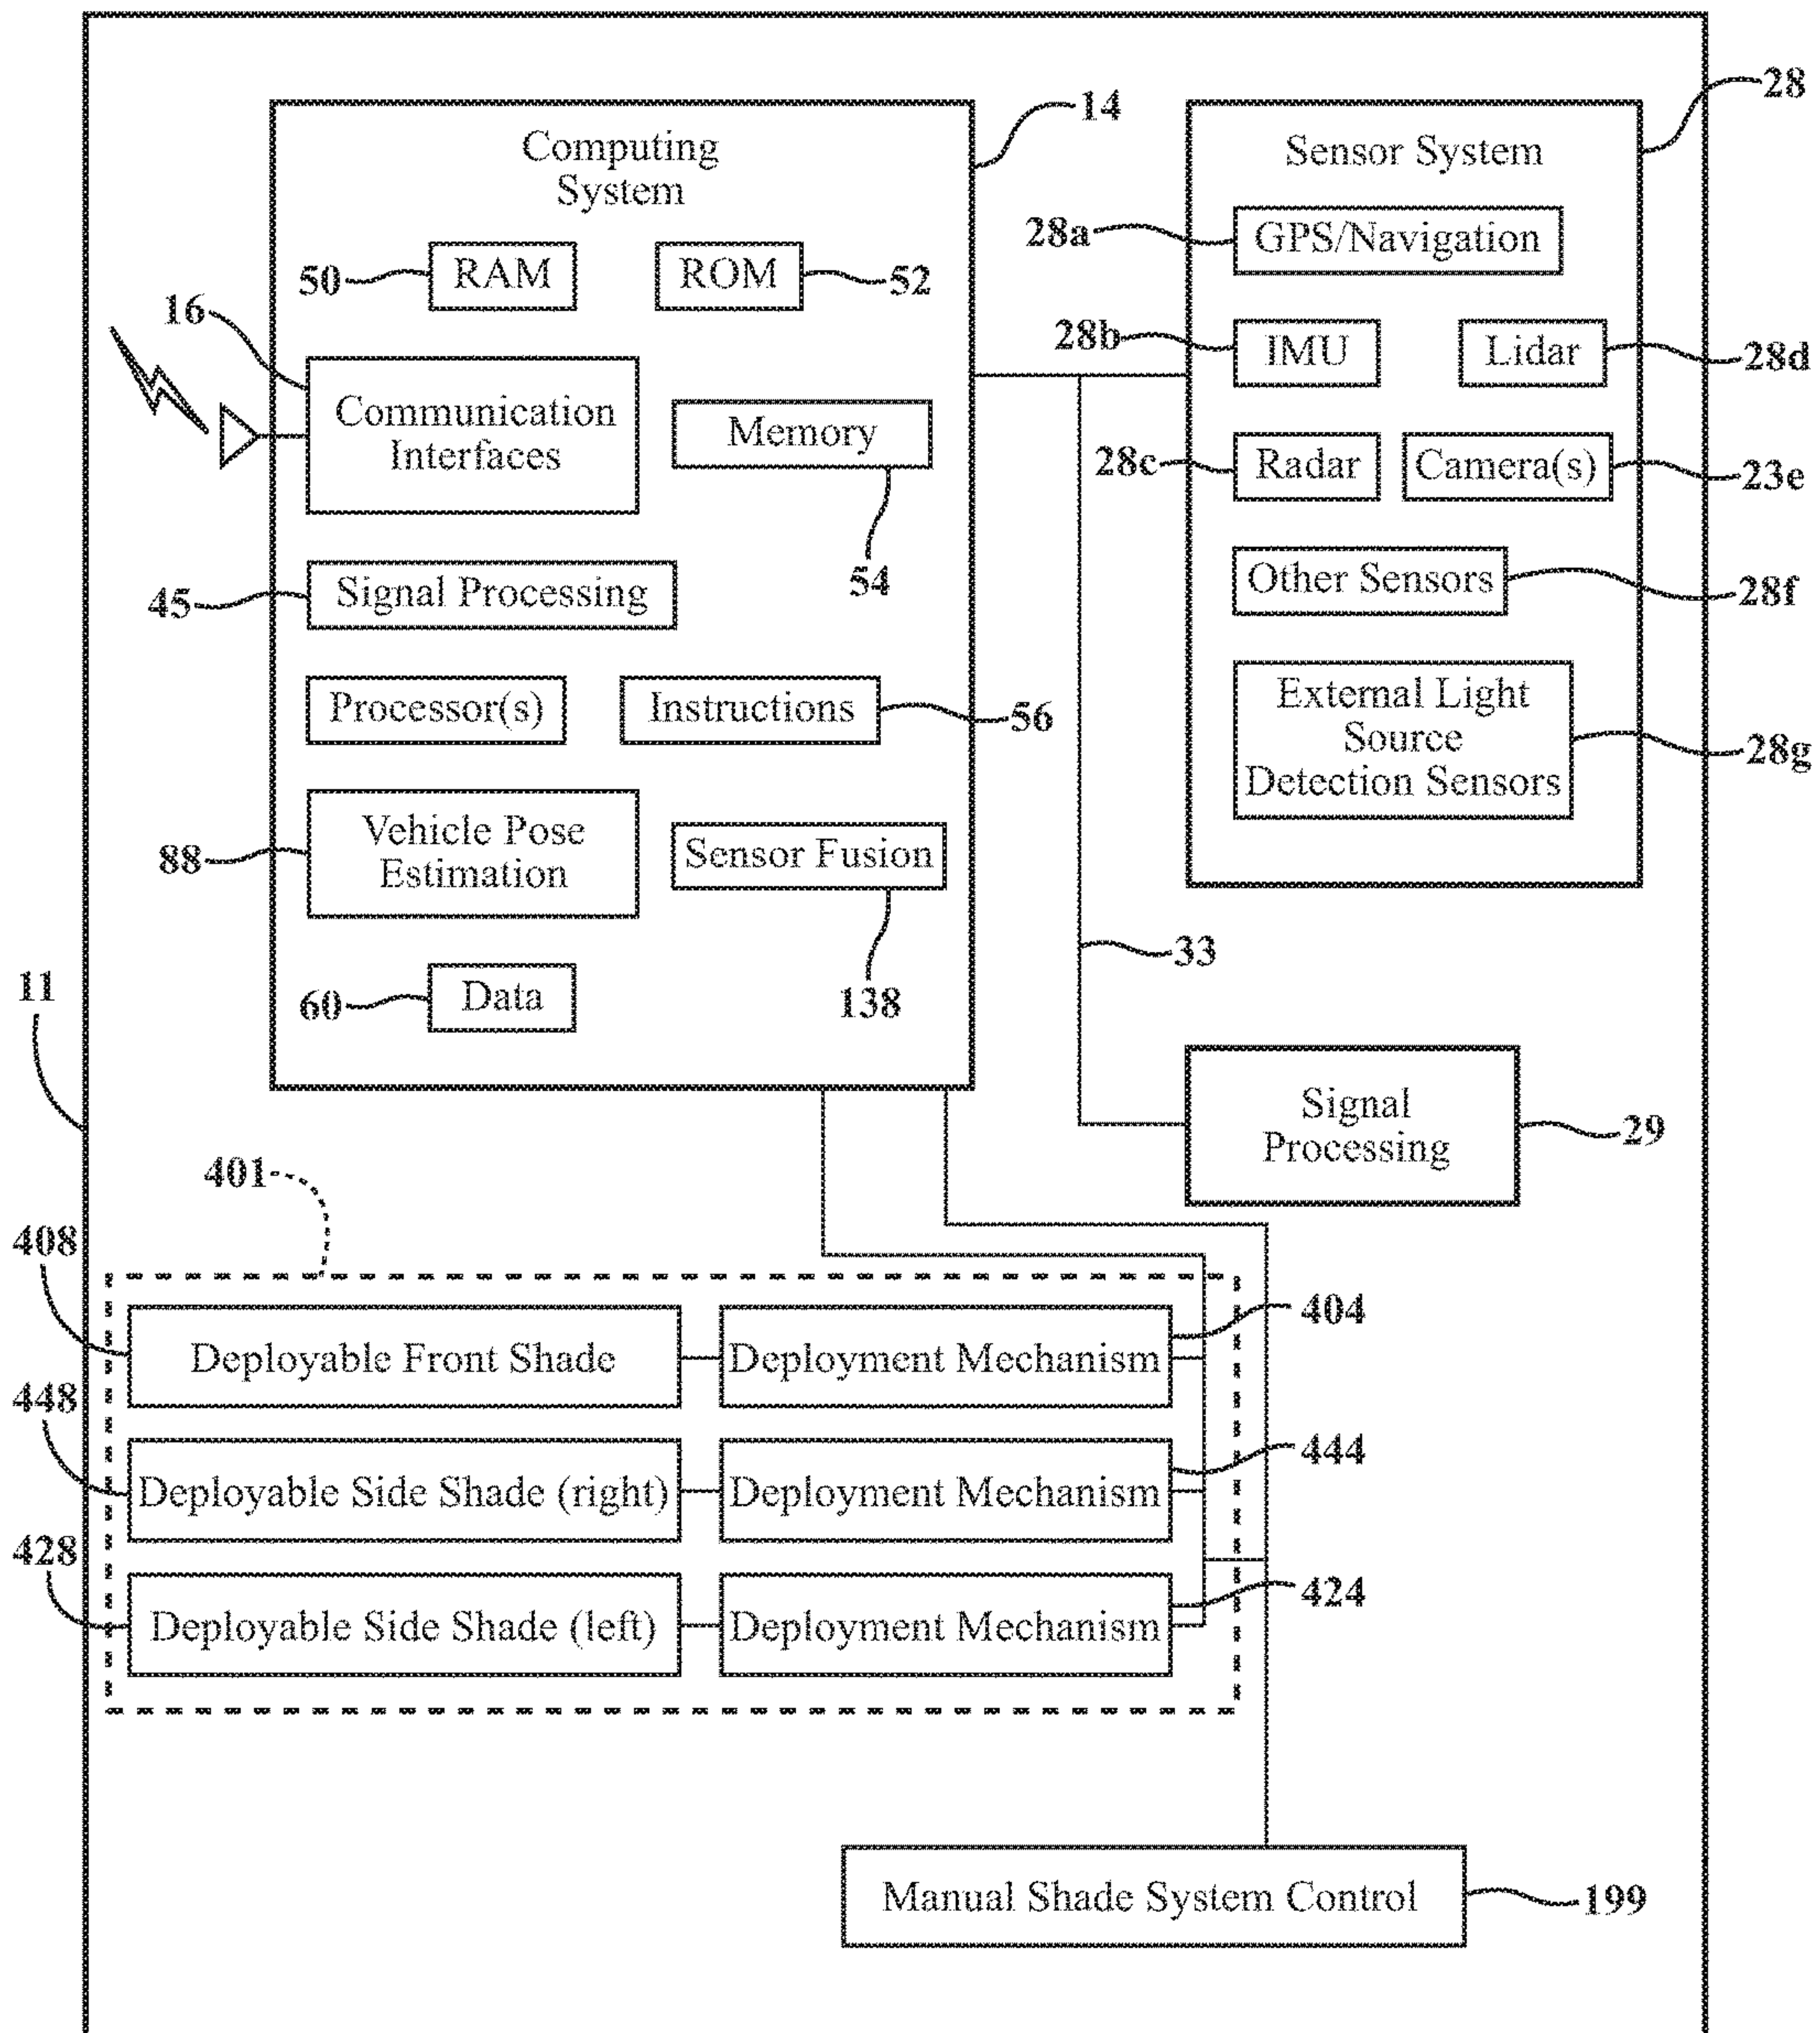 28
14
Computing
System
Sensor System
28a
GPS/Navigation
50
RAM
ROM
52
16
28b
IMU
Lidar
28d
Communication
Interfaces
Memory
28c
Radar
Camera(s)
23e
45
Signal Processing
54
Other Sensors
28f
Processor(s)
Instructions
56
External Light
Source
Detection Sensors
28g
88
Vehicle Pose
Estimation
Sensor Fusion
33
11
60
Data
138
Signal
Processing
29
401
408
Deployable Front Shade
Deployment Mechanism
404
448
Deployable Side Shade (right)
Deployment Mechanism
444
428
Deployable Side Shade (left)
Deployment Mechanism
424
Manual Shade System Control
199